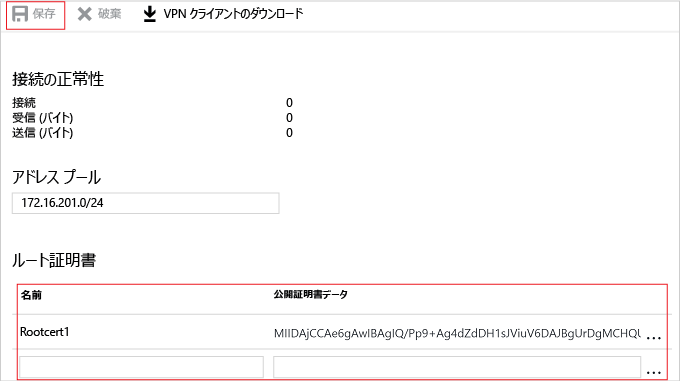 保存 破棄 VPN クライアントのダウンロード
接続の正常性
接続 0
受信 (バイト) 0
送信 (バイト) 0
アドレス プール
172.16.201.0/24
ルート証明書
名前 公開証明書データ
Rootcert1 MIIDAjCCAe6gAwIBAgIQ/Pp9+Ag4dZdDH1sJViuV6DAJBgUrDgMCHQU ...
...